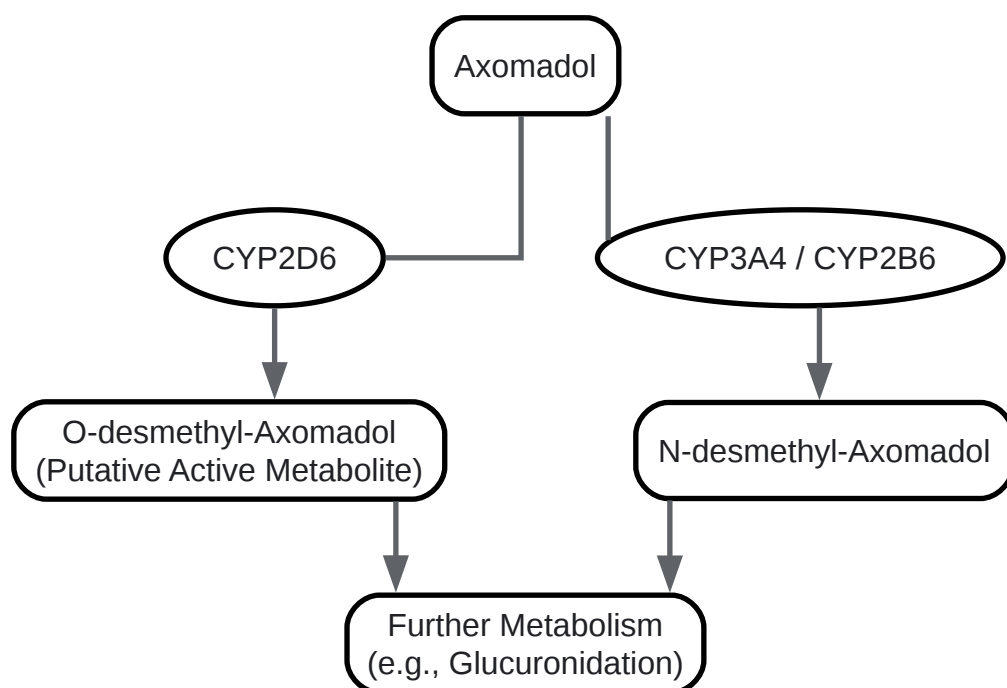 Axomadol
CYP2D6
CYP3A4 / CYP2B6
O-desmethyl-Axomadol
(Putative Active Metabolite)
N-desmethyl-Axomadol
Further Metabolism
(e.g., Glucuronidation)